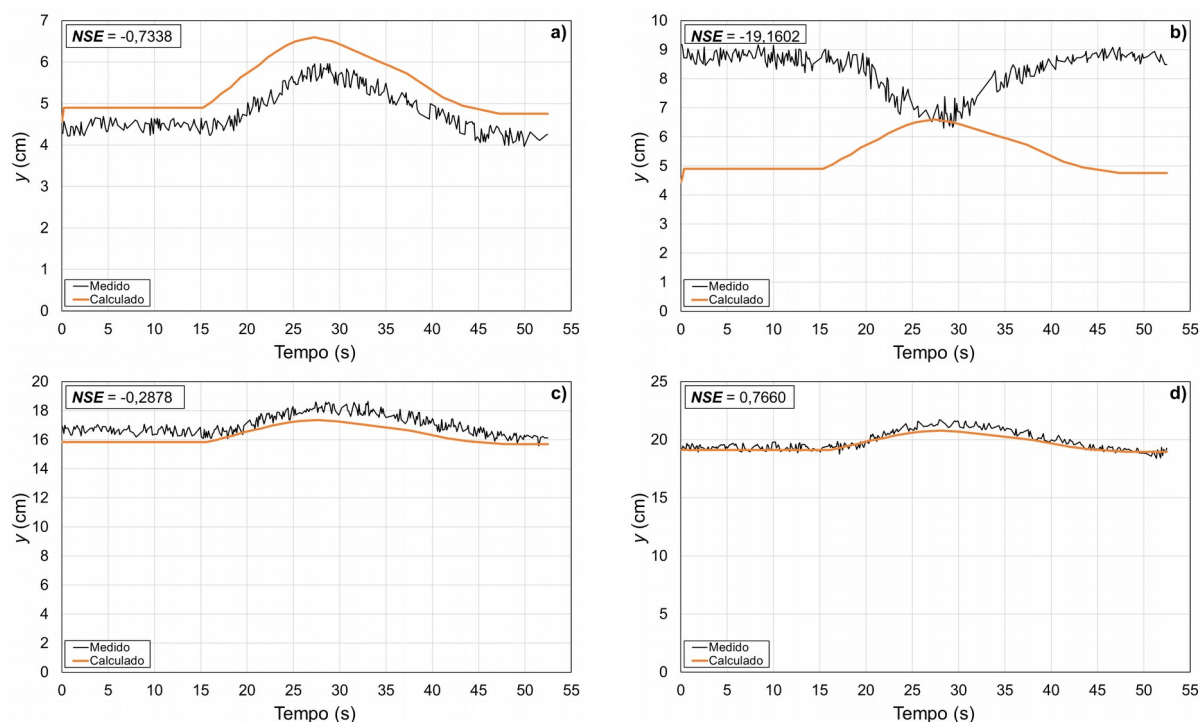 NSE = -0,7338
a)
7
6
5
4
3
2
1
0
y (cm)
Medido
Calculado
0 5 10 15 20 25 30 35 40 45 50 55
Tempo (s)
NSE = -19,1602
b)
10
9
8
7
6
5
4
3
2
1
0
y (cm)
Medido
Calculado
0 5 10 15 20 25 30 35 40 45 50 55
Tempo (s)
NSE = -0,2878
c)
20
18
16
14
12
10
8
6
4
2
0
y (cm)
Medido
Calculado
0 5 10 15 20 25 30 35 40 45 50 55
Tempo (s)
NSE = 0,7660
d)
25
20
15
10
5
0
y (cm)
Medido
Calculado
0 5 10 15 20 25 30 35 40 45 50 55
Tempo (s)